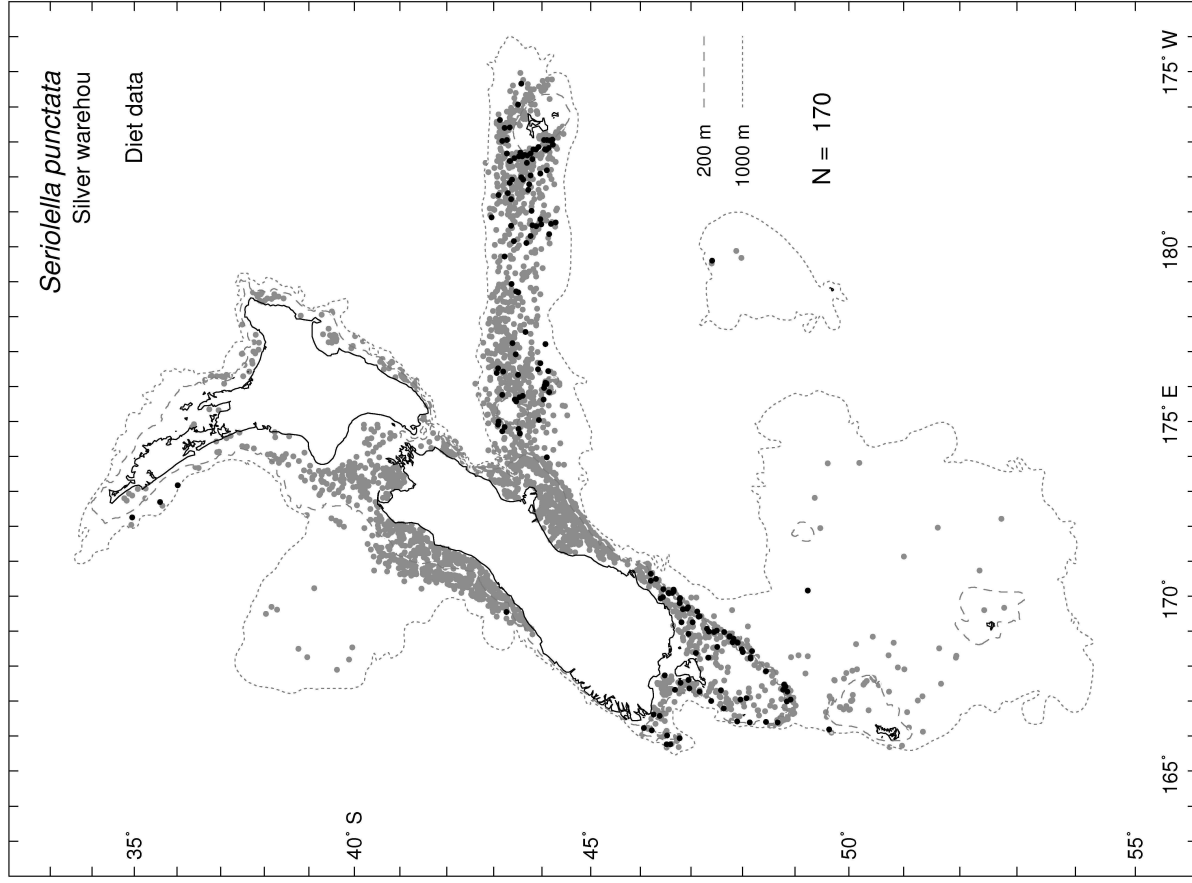 Seriolella punctata
Silver warehou
Diet data
200 m
1000 m
N = 170
35°
40° S
45°
50°
55°
165°
170°
175° E
180°
175° W